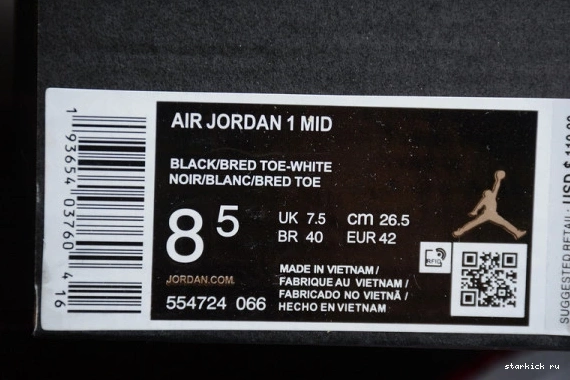 AIR JORDAN 1 MID
BLACK/BRED TOE-WHITE
NOIR/BLANC/BRED TOE
8 5
UK 7.5 cm 26.5
BR 40 EUR 42
JORDAN.COM
554724 066
MADE IN VIETNAM /
FABRIQUE AU VIETNAM /
FABRICADO NO VIETNÃ /
HECHO EN VIETNAM
RFID
1 93654 03760 4 16
SUGGESTED RETAIL: USD $
starkick ru